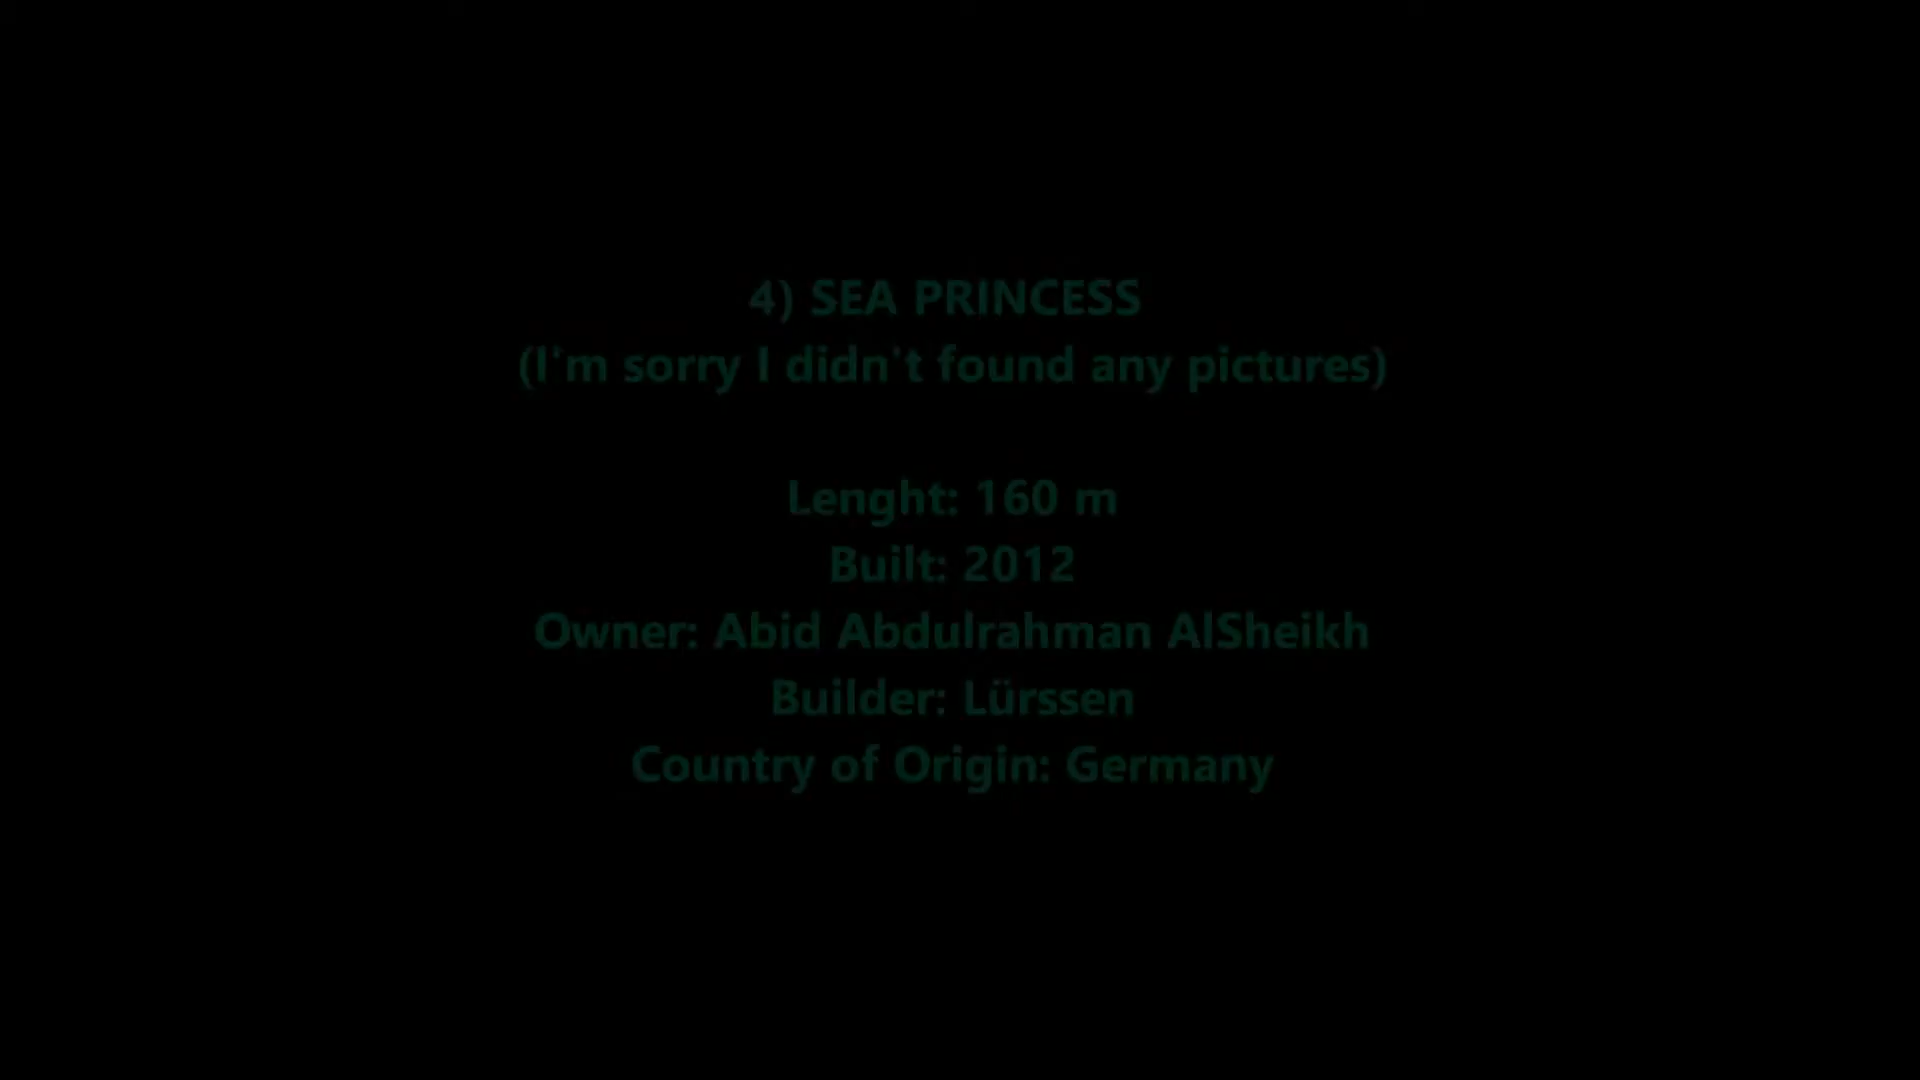 4) SEA PRINCESS
(I'm sorry I didn't found any pictures)
Lenght: 160 m
Built: 2012
Owner: Abid Abdulrahman AlSheikh
Builder: Lürssen
Country of Origin: Germany